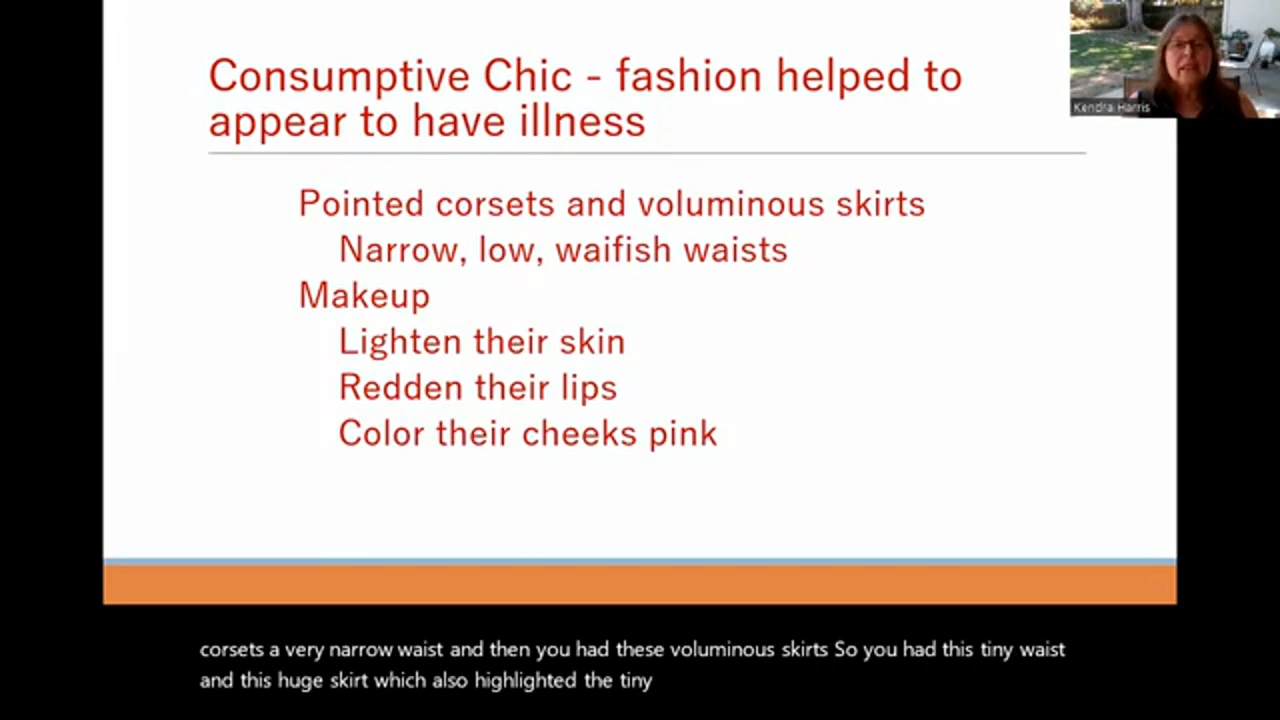 Consumptive Chic - fashion helped to
appear to have illness
Kendra Harris
Pointed corsets and voluminous skirts
Narrow, low, waifish waists
Makeup
Lighten their skin
Redden their lips
Color their cheeks pink
corsets a very narrow waist and then you had these voluminous skirts So you had this tiny waist
and this huge skirt which also highlighted the tiny